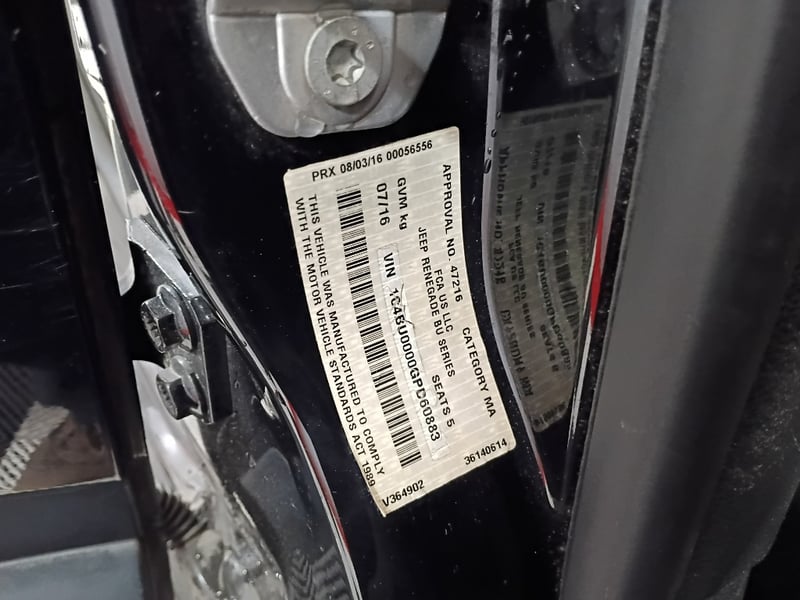 PRX 08/03/16 00056556
APPROVAL NO. 47216 CATEGORY MA
FCA US LLC
JEEP RENEGADE BU SERIES SEATS 5
GVM kg
07/16 VIN 1C4BU0000GPD60883
THIS VEHICLE WAS MANUFACTURED TO COMPLY
WITH THE MOTOR VEHICLE STANDARDS ACT 1989
V364902
36140614